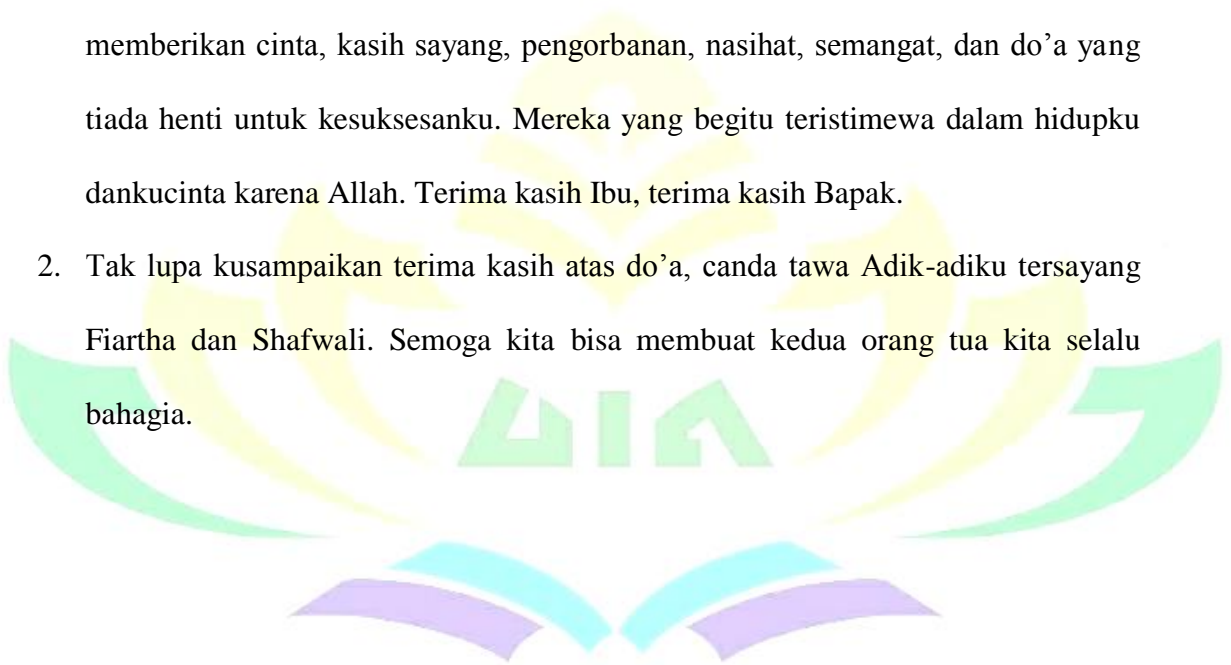 memberikan cinta, kasih sayang, pengorbanan, nasihat, semangat, dan do’a yang
tiada henti untuk kesuksesanku. Mereka yang begitu teristimewa dalam hidupku
dankucinta karena Allah. Terima kasih Ibu, terima kasih Bapak.
2. Tak lupa kusampaikan terima kasih atas do’a, canda tawa Adik-adiku tersayang
Fiartha dan Shafwali. Semoga kita bisa membuat kedua orang tua kita selalu
bahagia.